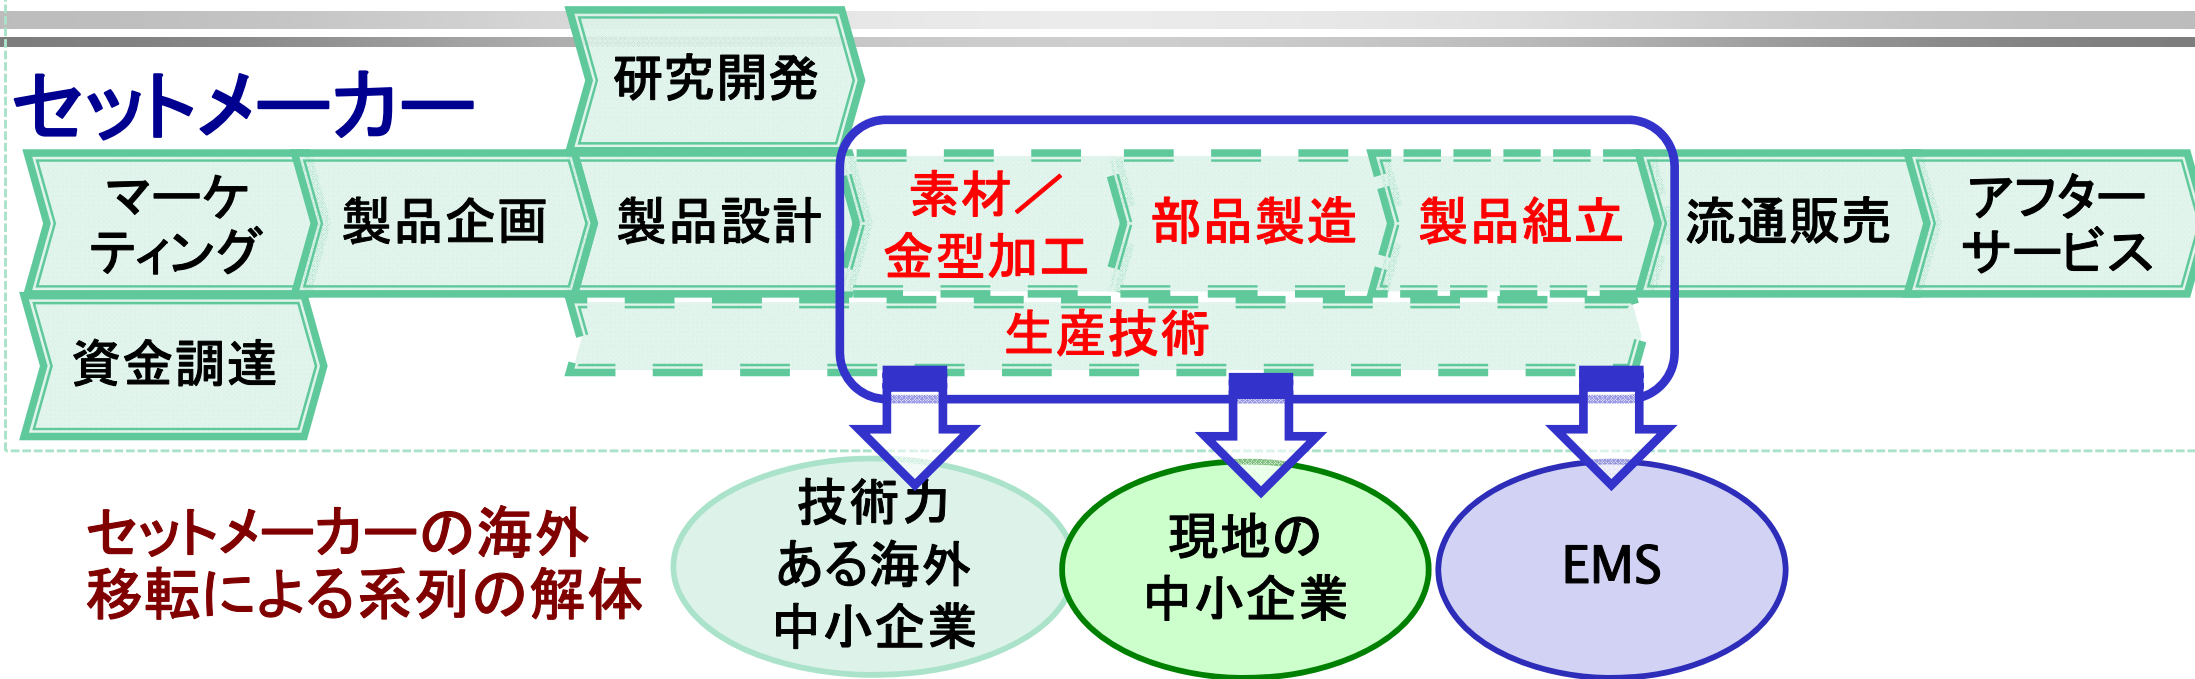 研究開発
セットメーカー
マーケ
ティング
製品企画
製品設計
素材／
金型加工
部品製造
製品組立
流通販売
アフター
サービス
生産技術
資金調達
セットメーカーの海外
移転による系列の解体
技術力
ある海外
中小企業
現地の
中小企業
EMS